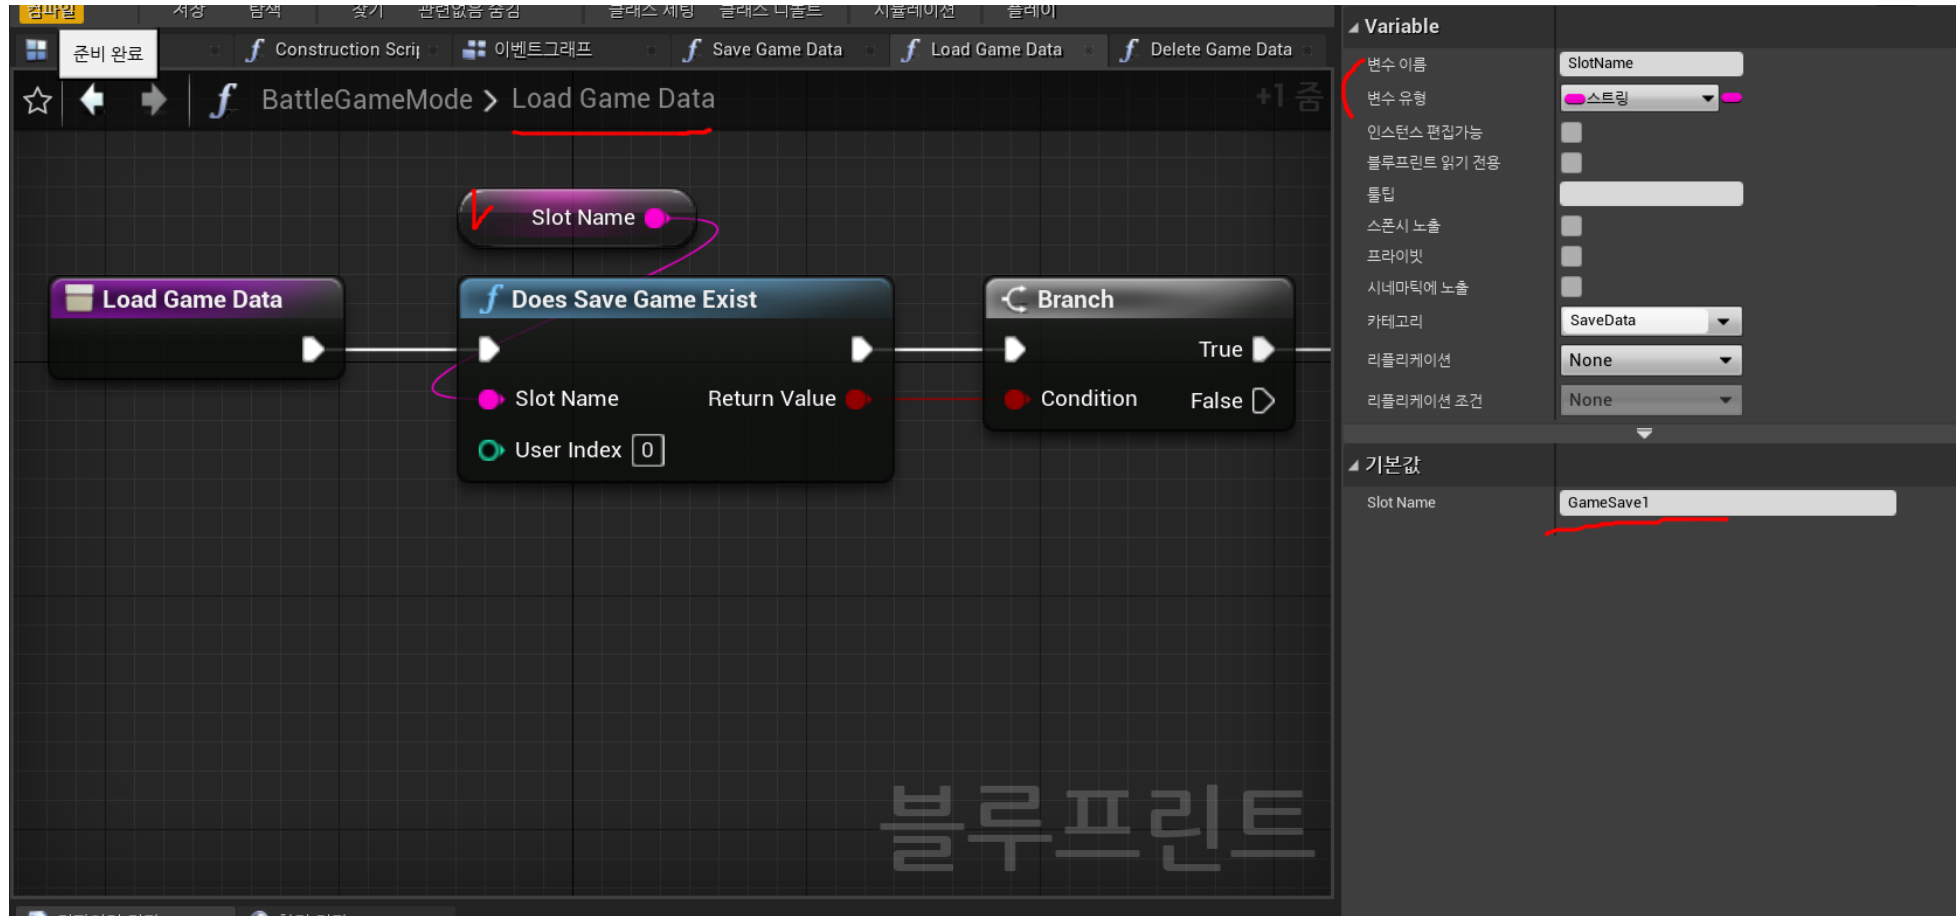 컴파일 저장 탐색 찾기 관련없음 숨김 클래스 세팅 클래스 디폴트 시뮬레이션 플레이
준비 완료
Construction Scrip 이벤트그래프 Save Game Data Load Game Data Delete Game Data
BattleGameMode > Load Game Data
+1 줌
Slot Name
Load Game Data
Does Save Game Exist
Slot Name Return Value
User Index 0
Branch
True
Condition False
블루프린트
Variable
변수 이름 SlotName
변수 유형 스트링
인스턴스 편집가능
블루프린트 읽기 전용
툴팁
스폰시 노출
프라이빗
시네마틱에 노출
카테고리 SaveData
리플리케이션 None
리플리케이션 조건 None
기본값
Slot Name GameSave1